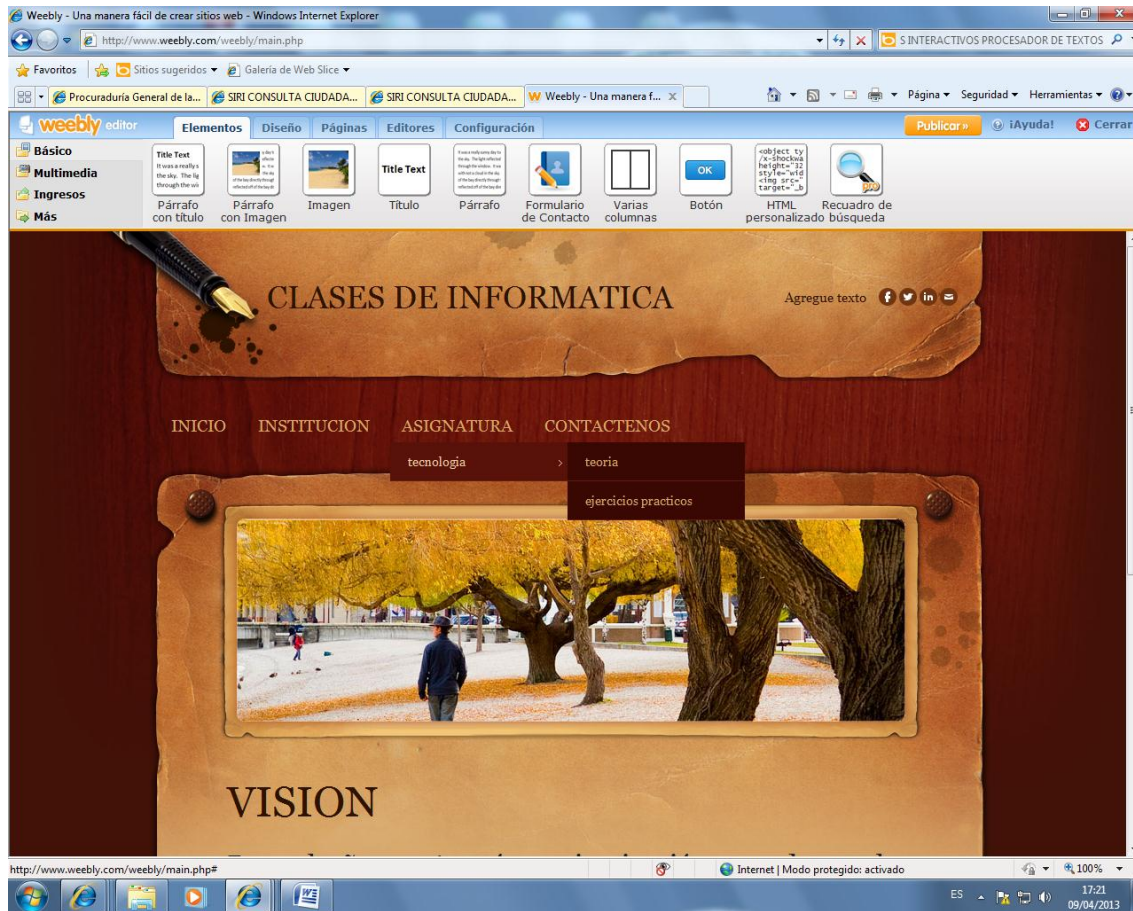 Weebly - Una manera fácil de crear sitios web - Windows Internet Explorer
http://www.weebly.com/weebly/main.php
S INTERACTIVOS PROCESADOR DE TEXTOS
Favoritos Sitios sugeridos Galería de Web Slice
Procuraduría General de la... SIRI CONSULTA CIUDADA... SIRI CONSULTA CIUDADA... Weebly - Una manera f... Página Seguridad Herramientas
weebly editor Elementos Diseño Páginas Editores Configuración Publicar» ¡Ayuda! Cerrar
Básico
Multimedia
Ingresos
Más
Title Text
Title Text
OK
pro
Párrafo con título
Párrafo con Imagen
Imagen
Título
Párrafo
Formulario de Contacto
Varias columnas
Botón
HTML personalizado
Recuadro de búsqueda
CLASES DE INFORMATICA
Agregue texto
INICIO INSTITUCION ASIGNATURA CONTACTENOS
tecnologia > teoria
ejercicios practicos
VISION
http://www.weebly.com/weebly/main.php# Internet | Modo protegido: activado 100%
ES 17:21
09/04/2013